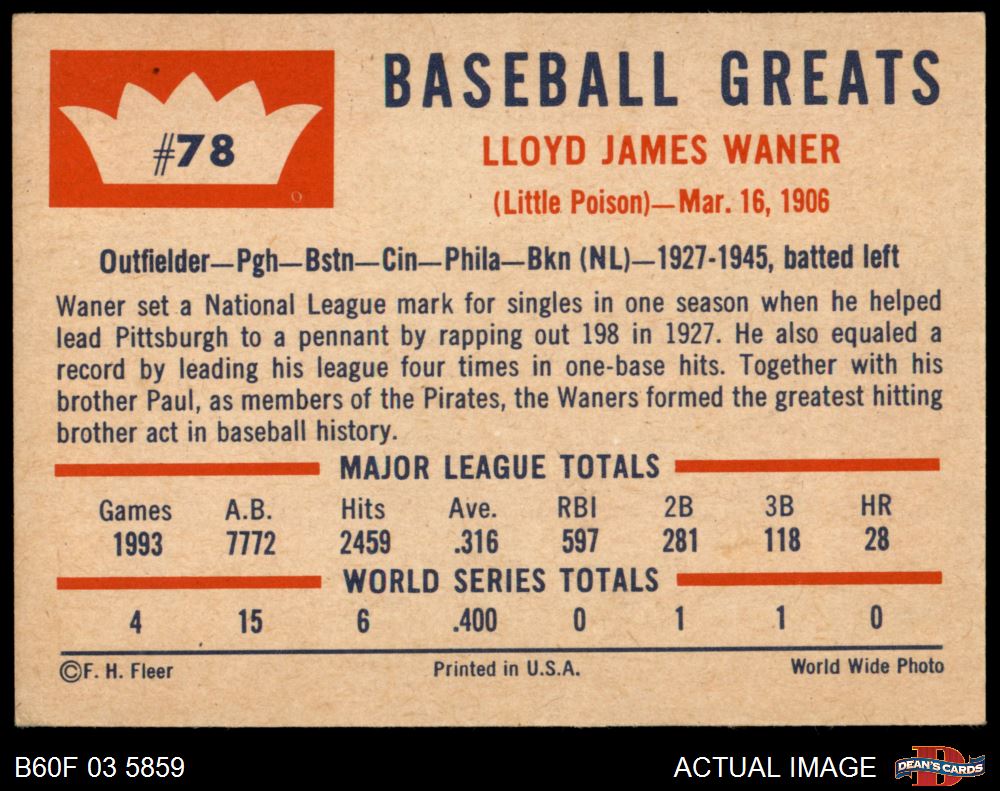 #78
BASEBALL GREATS
LLOYD JAMES WANER
(Little Poison)—Mar. 16, 1906
Outfielder—Pgh—Bstn—Cin—Phila—Bkn (NL)—1927-1945, batted left
Waner set a National League mark for singles in one season when he helped
lead Pittsburgh to a pennant by rapping out 198 in 1927. He also equaled a
record by leading his league four times in one-base hits. Together with his
brother Paul, as members of the Pirates, the Waners formed the greatest hitting
brother act in baseball history.
MAJOR LEAGUE TOTALS
Games A.B. Hits Ave. RBI 2B 3B HR
1993 7772 2459 .316 597 281 118 28
WORLD SERIES TOTALS
4 15 6 .400 0 1 1 0
©F. H. Fleer Printed in U.S.A. World Wide Photo
B60F 03 5859 ACTUAL IMAGE D DEAN'S CARDS